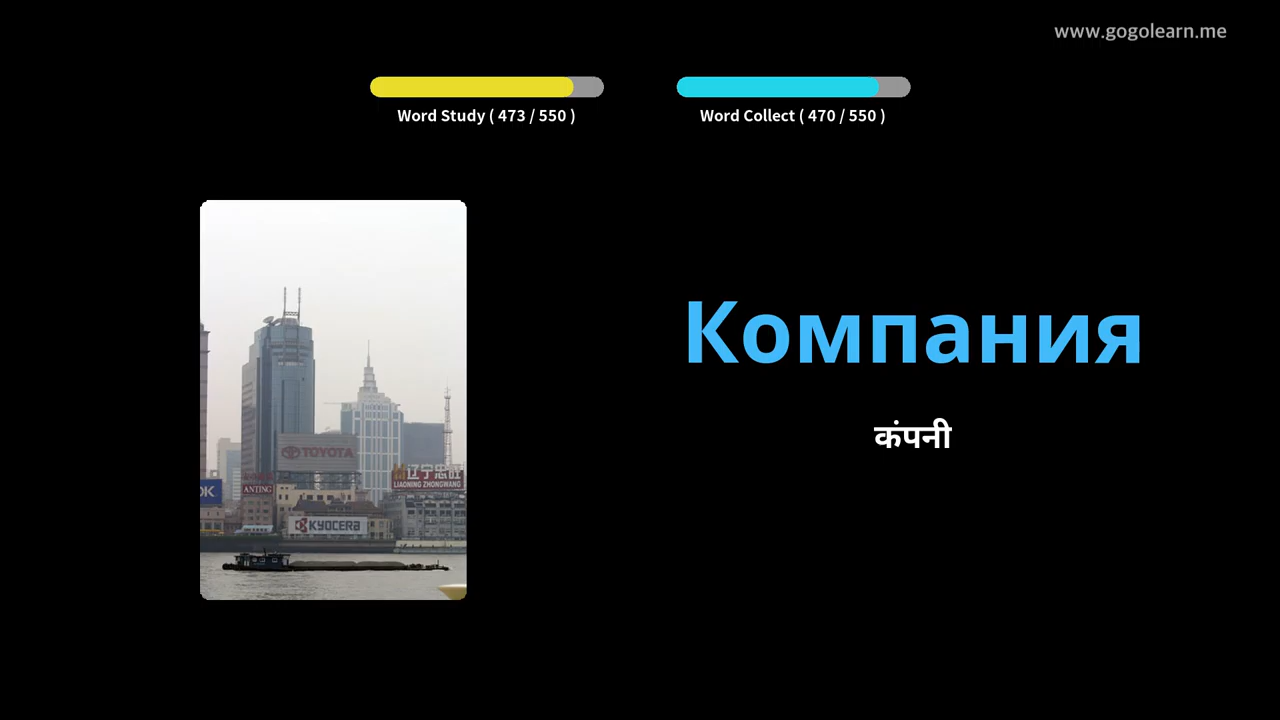 www.gogolearn.me
Word Study ( 473 / 550 )
Word Collect ( 470 / 550 )
Компания
कंपनी
TOYOTA
辽宁忠旺
LIAONING ZHONGWANG
ANTING
KYOCERA